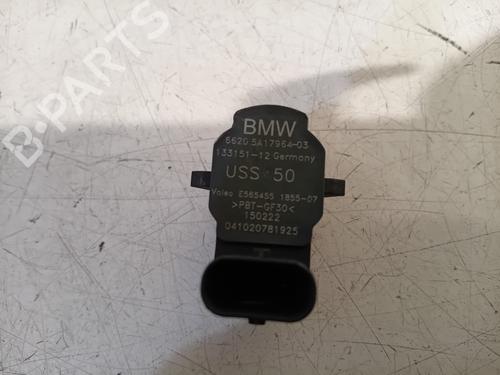 BMW
6620 5A17964-03
133151-12 Germany
USS 50
Valeo E565455 1855-07
>PBT-GF30<
150222
041020781925
B-PARTS